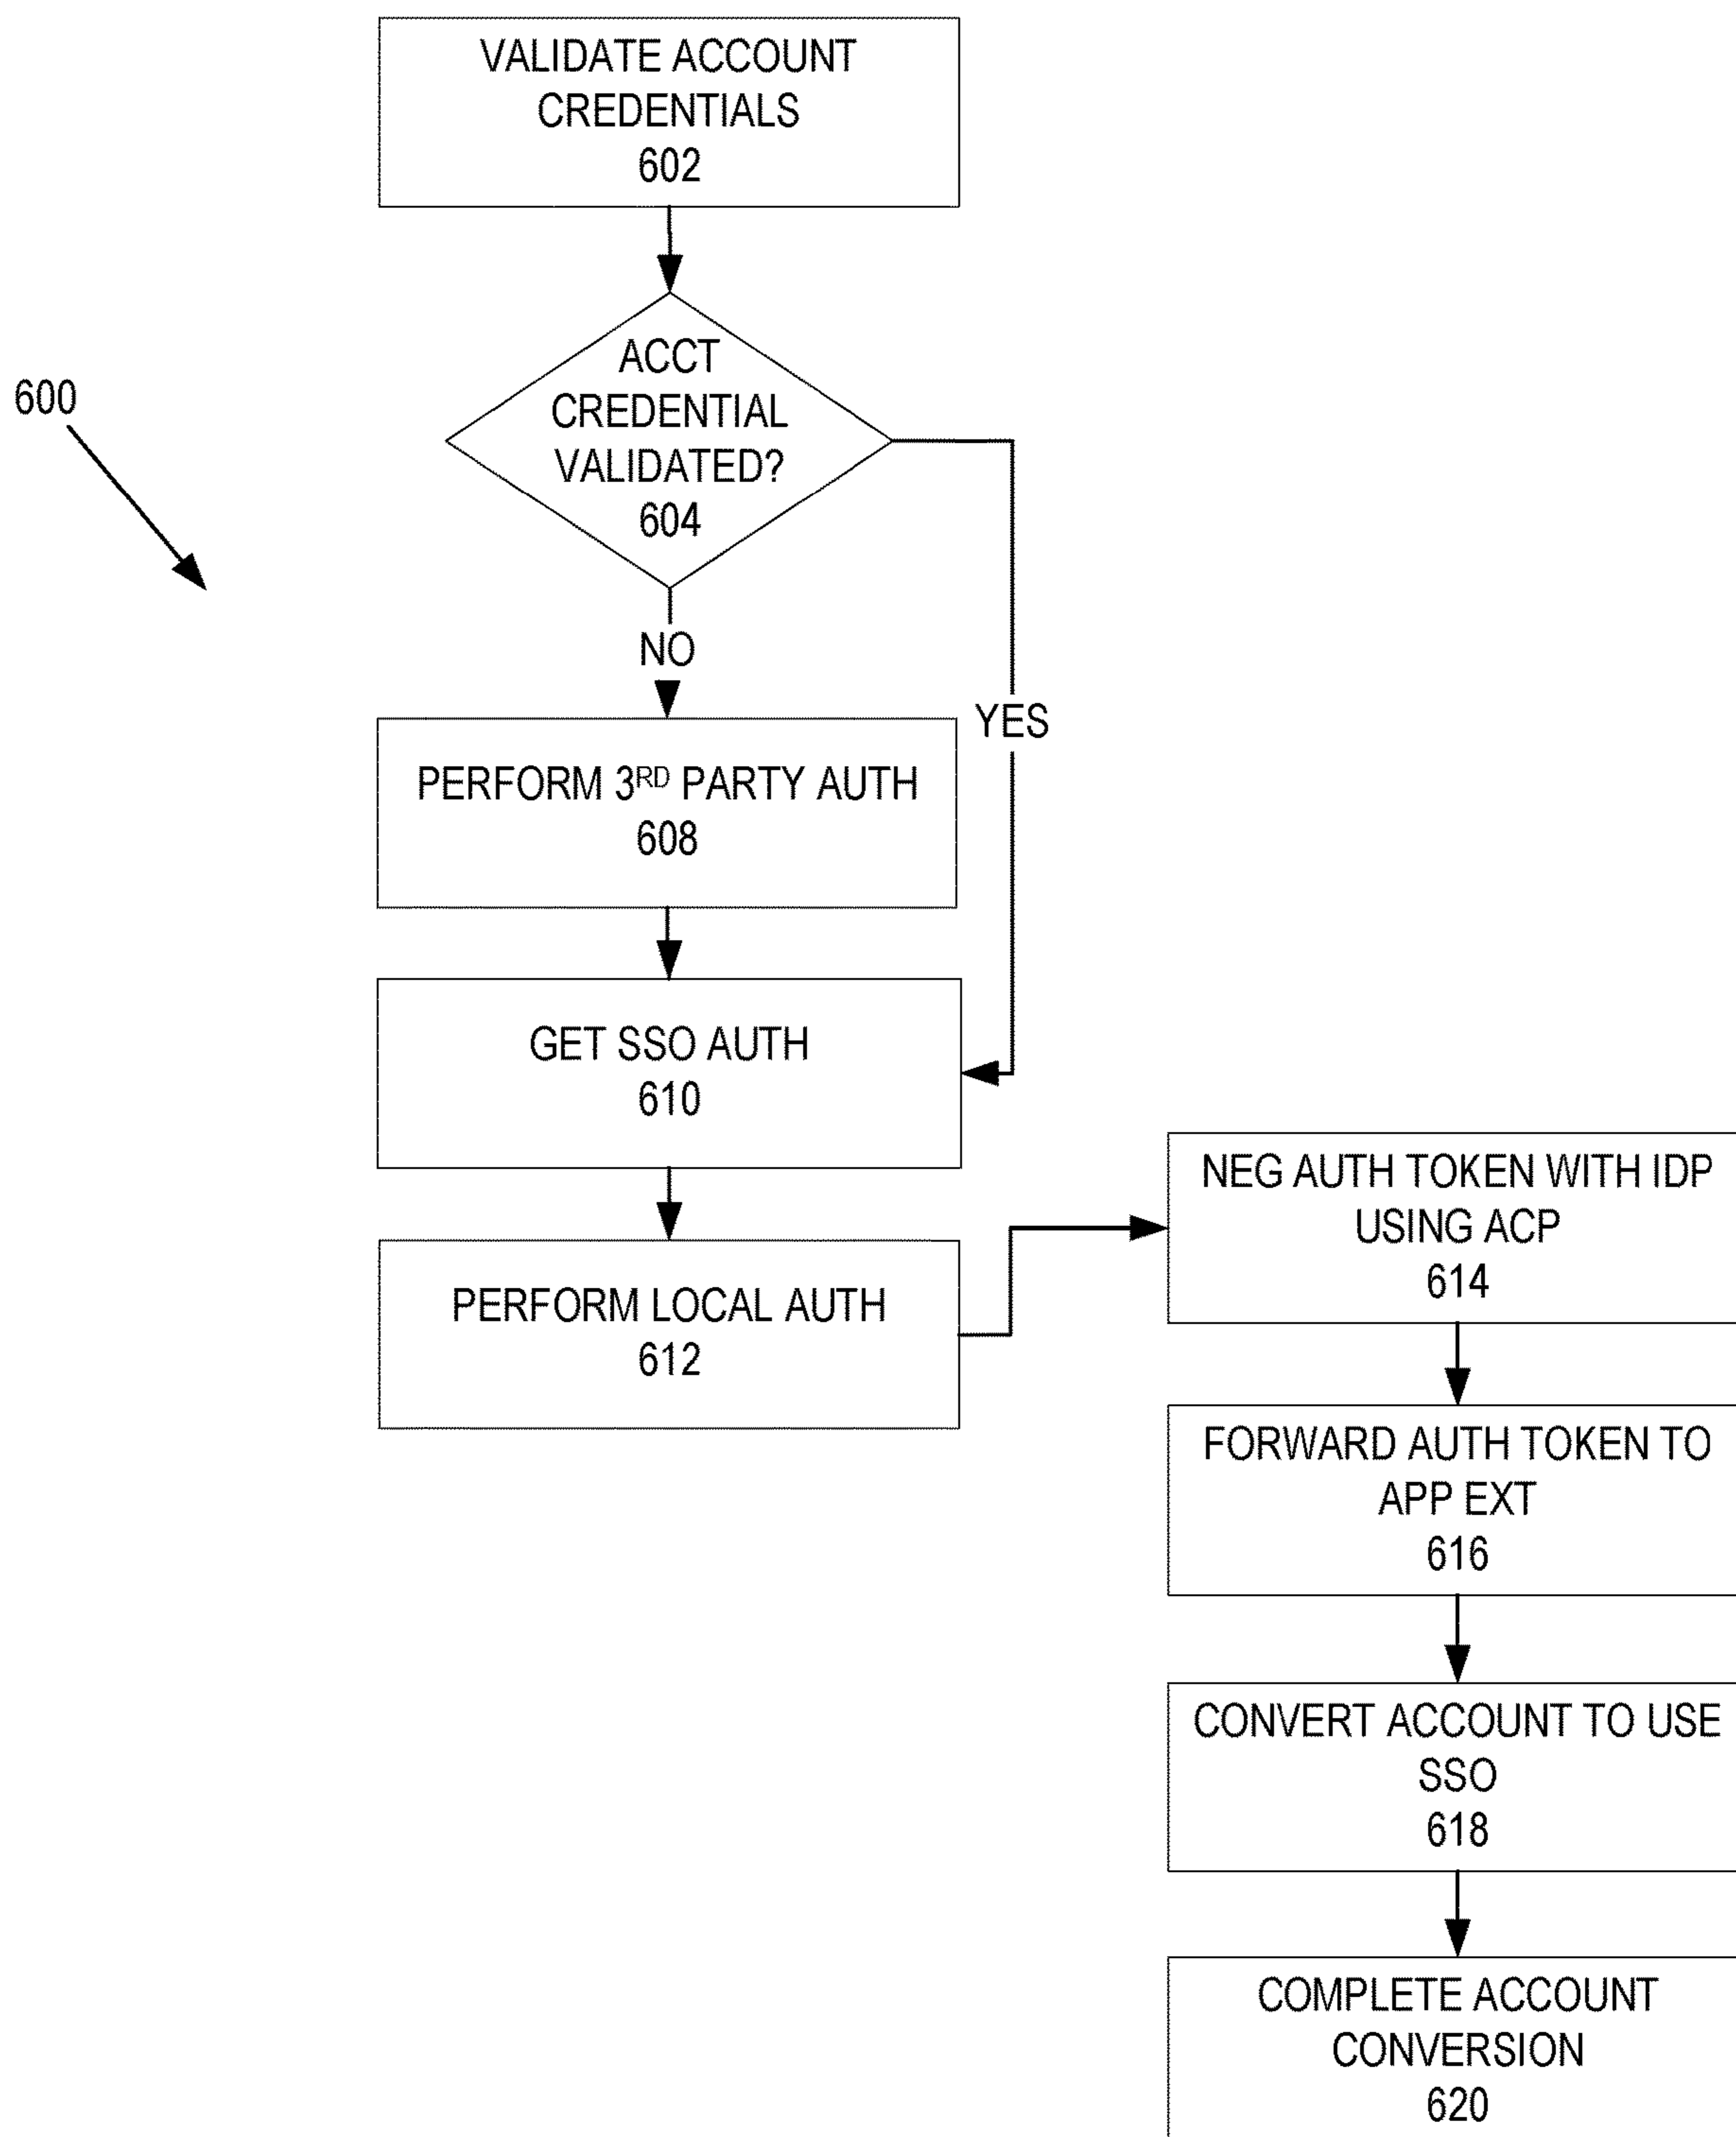 VALIDATE ACCOUNT
CREDENTIALS
602
600
ACCT
CREDENTIAL
VALIDATED?
604
NO
YES
PERFORM 3RD PARTY AUTH
608
GET SSO AUTH
610
PERFORM LOCAL AUTH
612
NEG AUTH TOKEN WITH IDP
USING ACP
614
FORWARD AUTH TOKEN TO
APP EXT
616
CONVERT ACCOUNT TO USE
SSO
618
COMPLETE ACCOUNT
CONVERSION
620